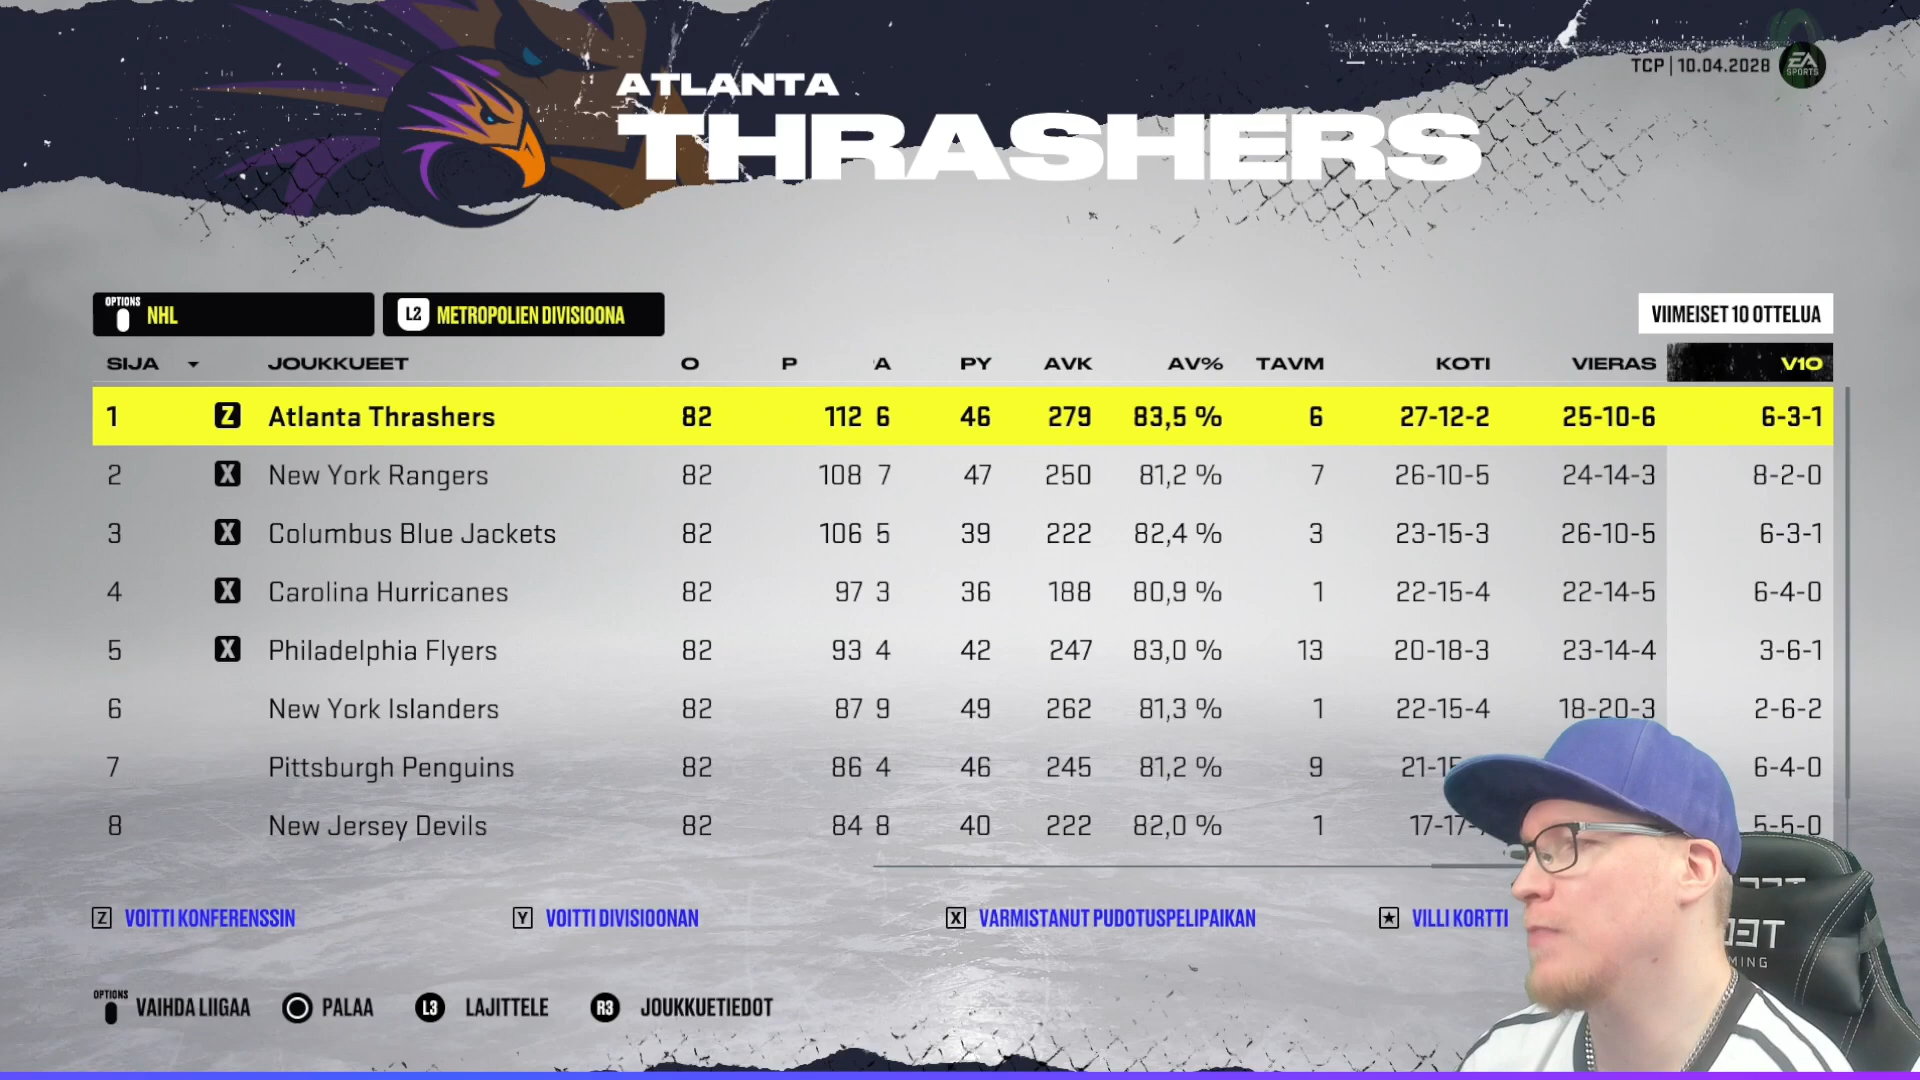 ATLANTA
THRASHERS
TCP | 10.04.2028
EA SPORTS
OPTIONS NHL
L2 METROPOLIEN DIVISIOONA
VIIMEISET 10 OTTELUA
SIJA JOUKKUEET O P A PY AVK AV% TAVM KOTI VIERAS V10
1 Z Atlanta Thrashers 82 112 6 46 279 83,5 % 6 27-12-2 25-10-6 6-3-1
2 X New York Rangers 82 108 7 47 250 81,2 % 7 26-10-5 24-14-3 8-2-0
3 X Columbus Blue Jackets 82 106 5 39 222 82,4 % 3 23-15-3 26-10-5 6-3-1
4 X Carolina Hurricanes 82 97 3 36 188 80,9 % 1 22-15-4 22-14-5 6-4-0
5 X Philadelphia Flyers 82 93 4 42 247 83,0 % 13 20-18-3 23-14-4 3-6-1
6 New York Islanders 82 87 9 49 262 81,3 % 1 22-15-4 18-20-3 2-6-2
7 Pittsburgh Penguins 82 86 4 46 245 81,2 % 9 6-4-0
8 New Jersey Devils 82 84 8 40 222 82,0 % 1 17-17- 5-5-0
Z VOITTI KONFERENSSIN Y VOITTI DIVISIOONAN X VARMISTANUT PUDOTUSPELIPAIKAN ★ VILLI KORTTI
OPTIONS VAIHDA LIIGAA PALAA L3 LAJITTELE R3 JOUKKUETIEDOT